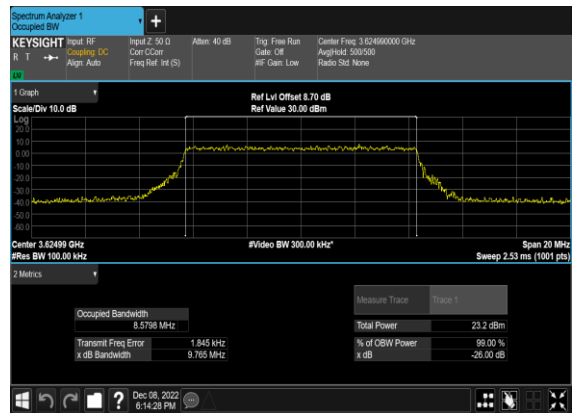 Spectrum Analyzer 1
Occupied BW
KEYSIGHT Input: RF Input Z: 50 Ω Atten: 40 dB Trig: Free Run Center Freq: 3.624990000 GHz
R T Coupling: DC Corr CCorr Gate: Off Avg|Hold: 500/500
Align: Auto Freq Ref: Int (S) #IF Gain: Low Radio Std: None
LW
1 Graph
Ref Lvl Offset 8.70 dB
Scale/Div 10.0 dB Ref Value 30.00 dBm
Log
20.0
10.0
0.00
-10.0
-20.0
-30.0
-40.0
-50.0
-60.0
Center 3.62499 GHz #Video BW 300.00 kHz* Span 20 MHz
#Res BW 100.00 kHz Sweep 2.53 ms (1001 pts)
2 Metrics
Measure Trace Trace 1
Occupied Bandwidth
8.5798 MHz Total Power 23.2 dBm
Transmit Freq Error 1.845 kHz % of OBW Power 99.00 %
x dB Bandwidth 9.765 MHz x dB -26.00 dB
Dec 08, 2022
6:14:28 PM